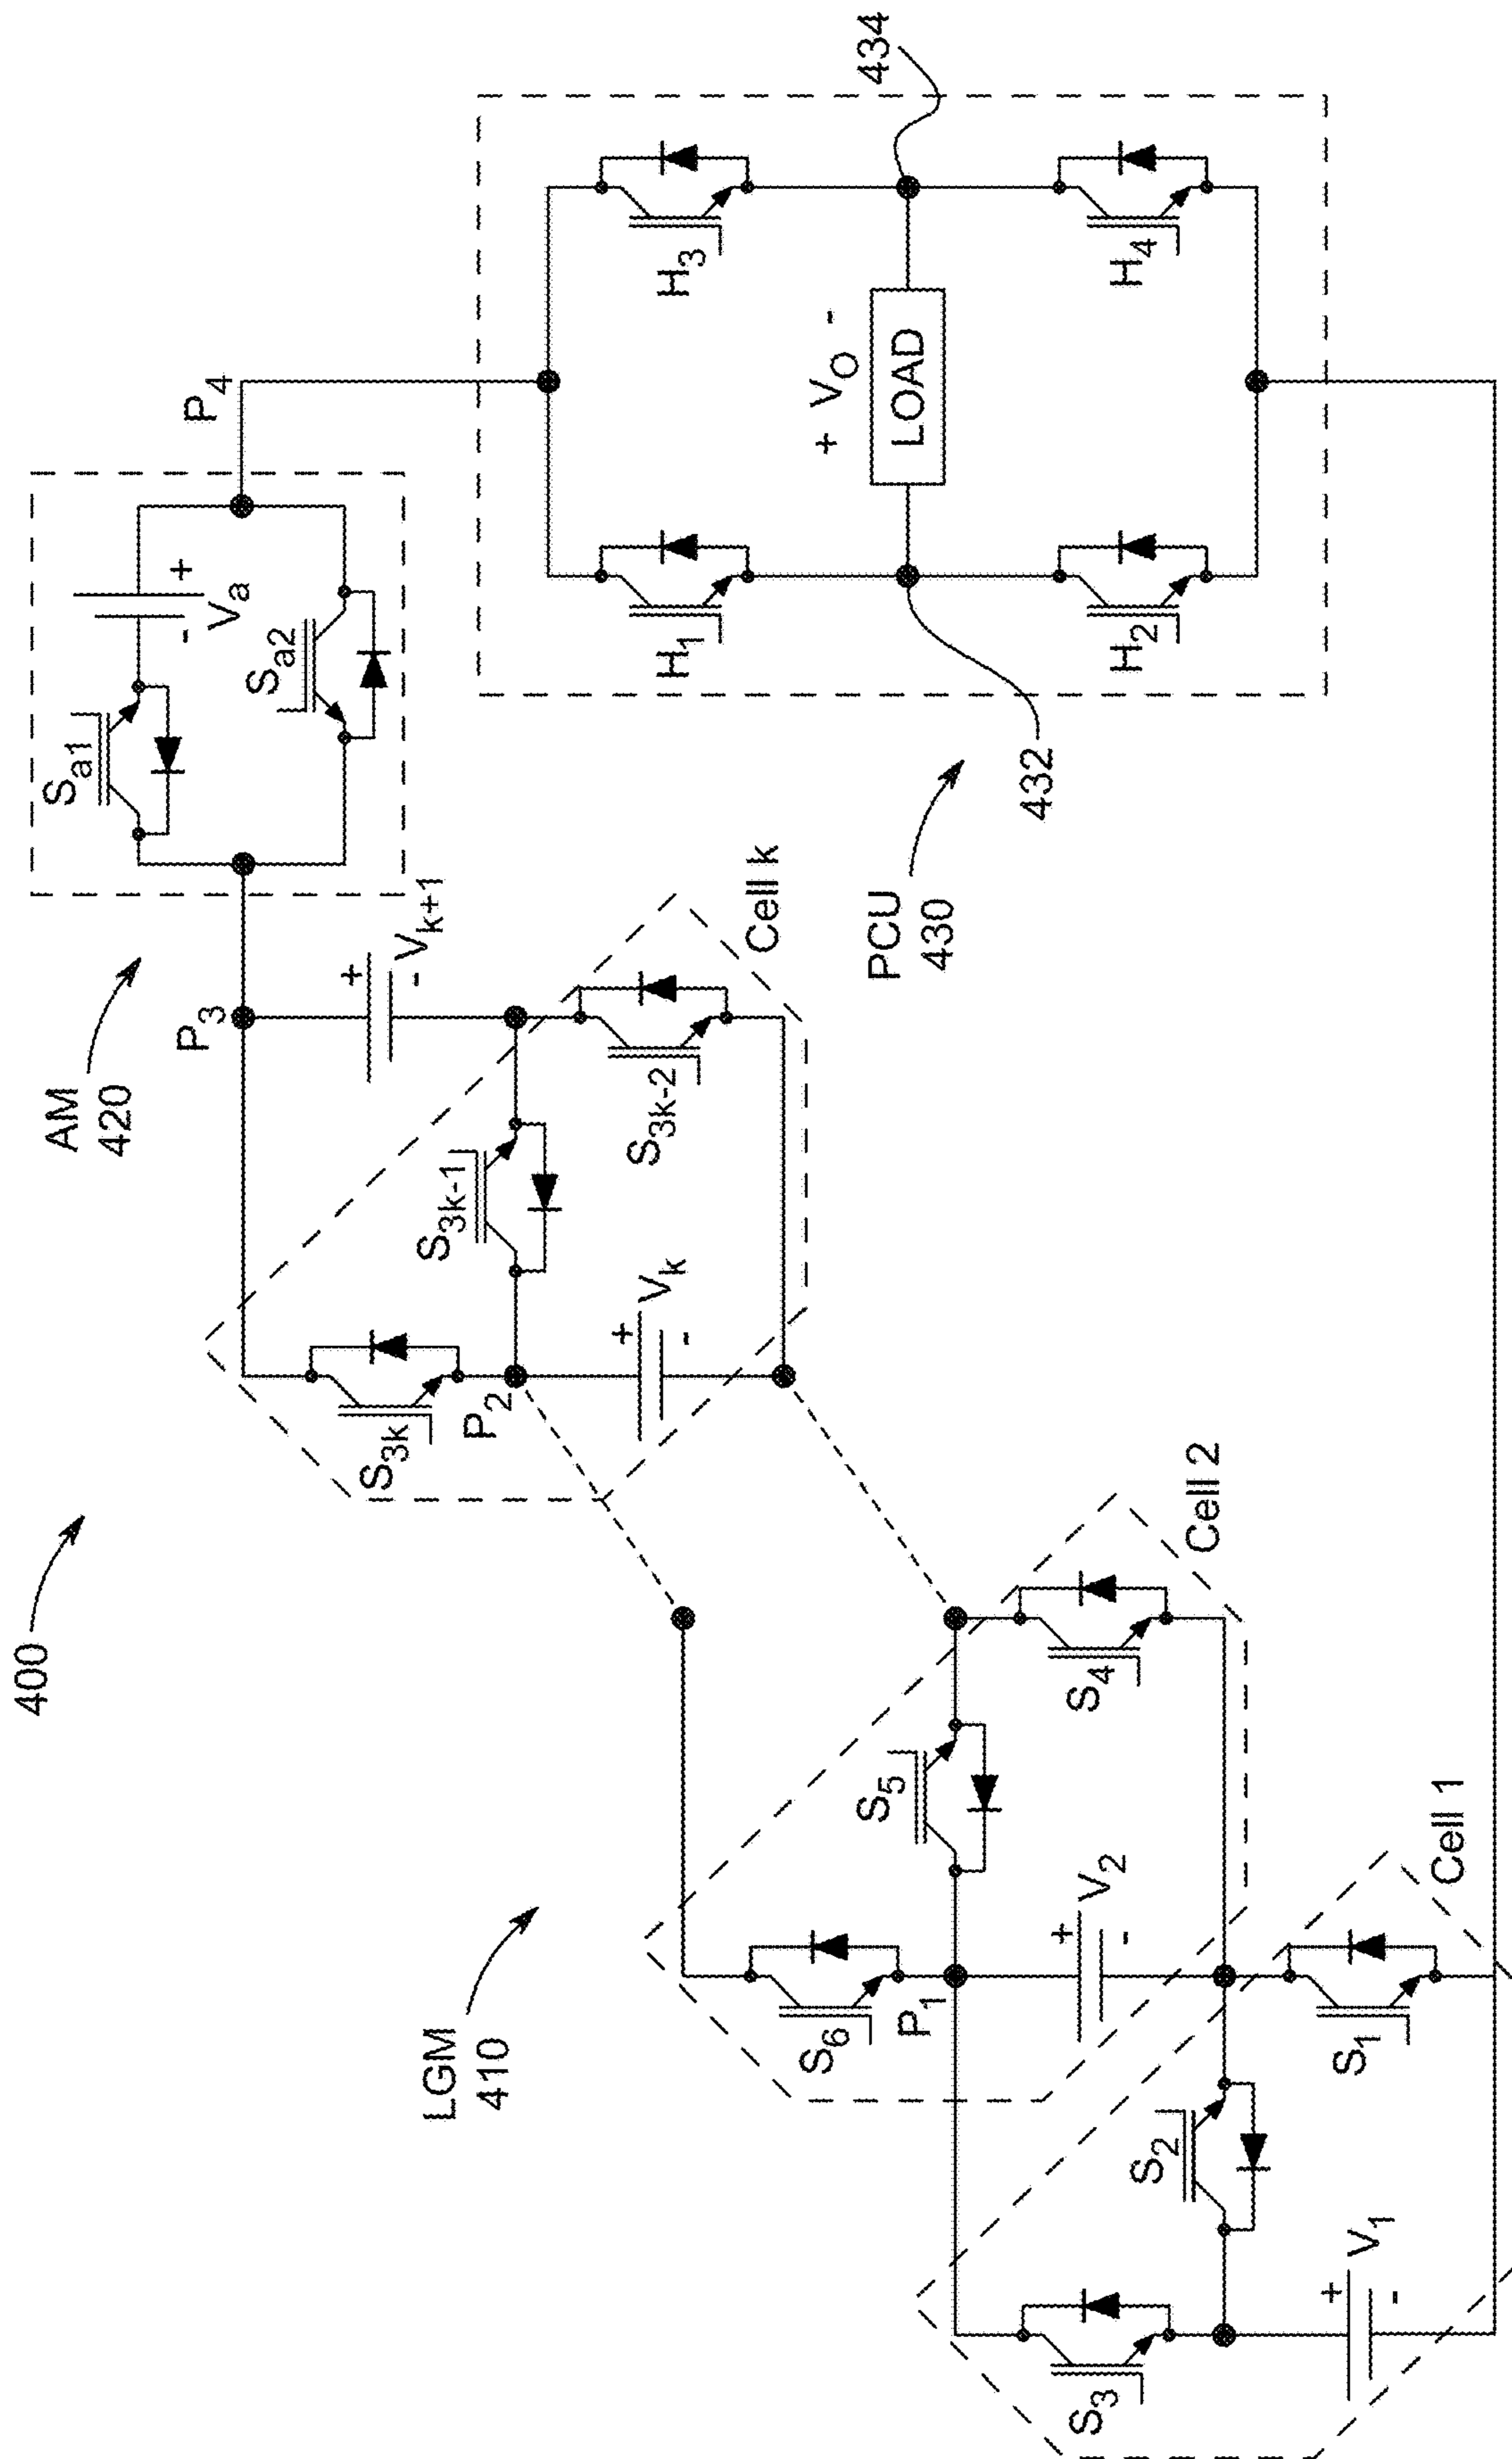 400
LGM
410
AM
420
PCU
430
432
434
Cell 1
Cell 2
Cell k
S3
S2
S1
V1
+
-
S6
P1
S5
S4
V2
+
-
S3k
P2
S3k-1
S3k-2
Vk
+
-
P3
Vk+1
+
-
Sa1
Sa2
Va
-
+
P4
H1
H3
H2
H4
+ VO -
LOAD